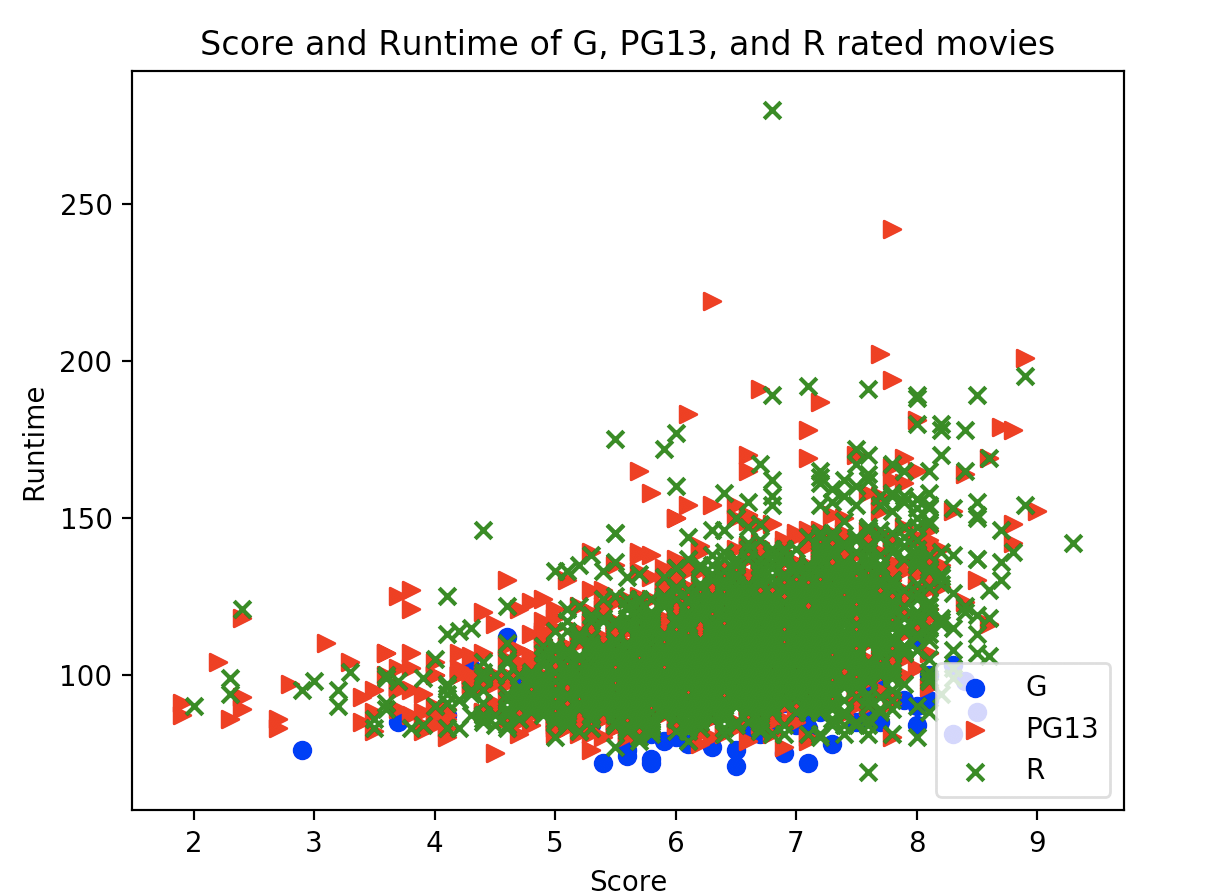 Score and Runtime of G, PG13, and R rated movies
250
200
150
100
Runtime
2 3 4 5 6 7 8 9
Score
G
PG13
R